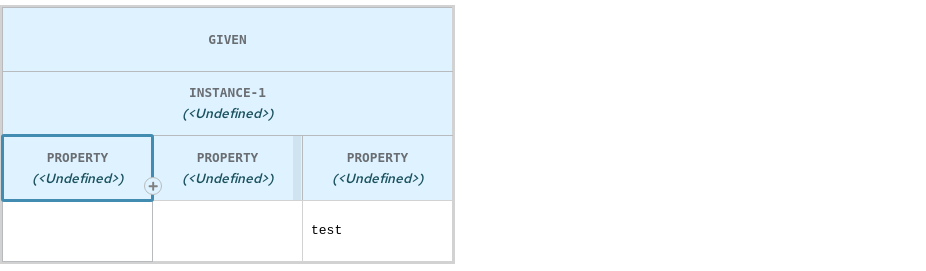 GIVEN
INSTANCE-1
(<Undefined>)
PROPERTY PROPERTY PROPERTY
(<Undefined>) (<Undefined>) (<Undefined>)
test